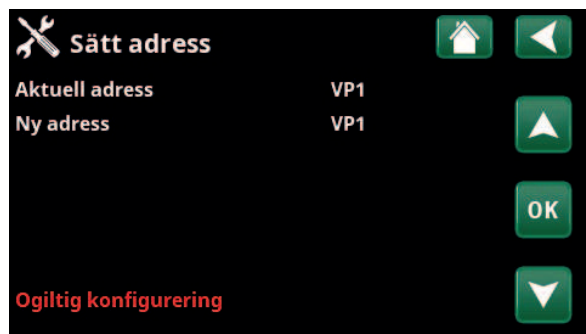 Sätt adress
Aktuell adress VP1
Ny adress VP1
OK
Ogiltig konfigurering